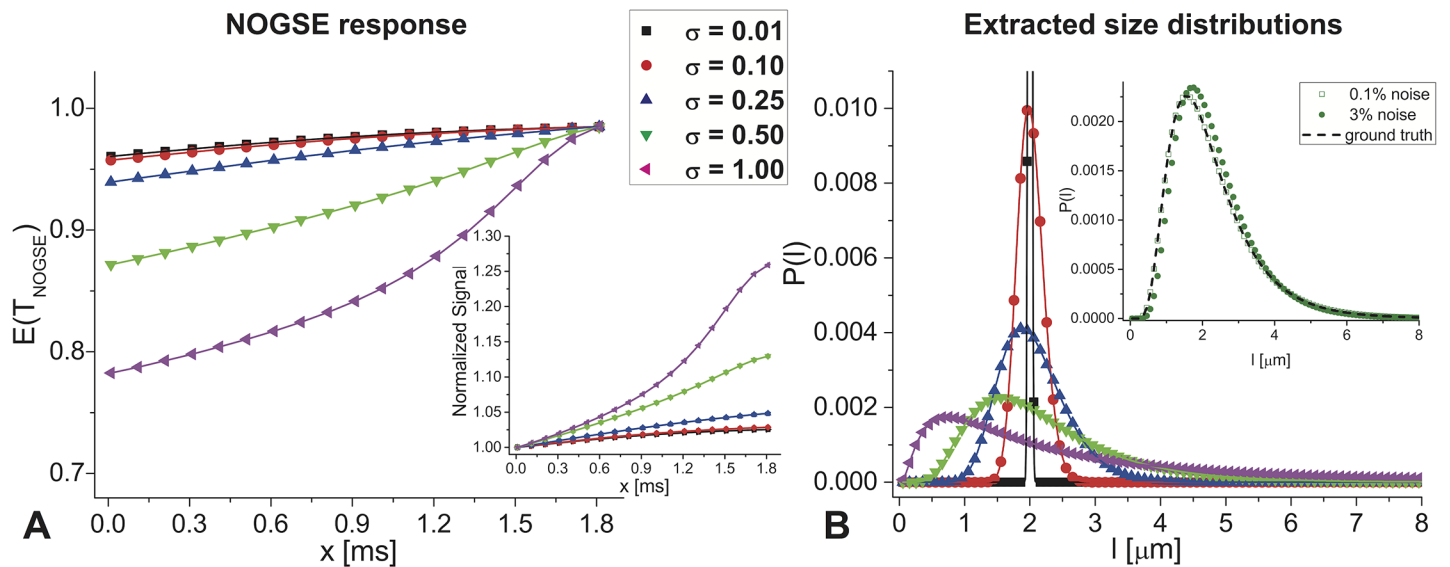 NOGSE response
Extracted size distributions
σ = 0.01
σ = 0.10
σ = 0.25
σ = 0.50
σ = 1.00
E(T_NOGSE)
1.0
0.9
0.8
0.7
0.0 0.3 0.6 0.9 1.2 1.5 1.8
x [ms]
A
Normalized Signal
1.30
1.25
1.20
1.15
1.10
1.05
1.00
0.0 0.3 0.6 0.9 1.2 1.5 1.8
x [ms]
P(l)
0.010
0.008
0.006
0.004
0.002
0.000
0 1 2 3 4 5 6 7 8
l [μm]
B
P(l)
0.0020
0.0015
0.0010
0.0005
0.0000
0 2 4 6 8
l [μm]
0.1% noise
3% noise
ground truth